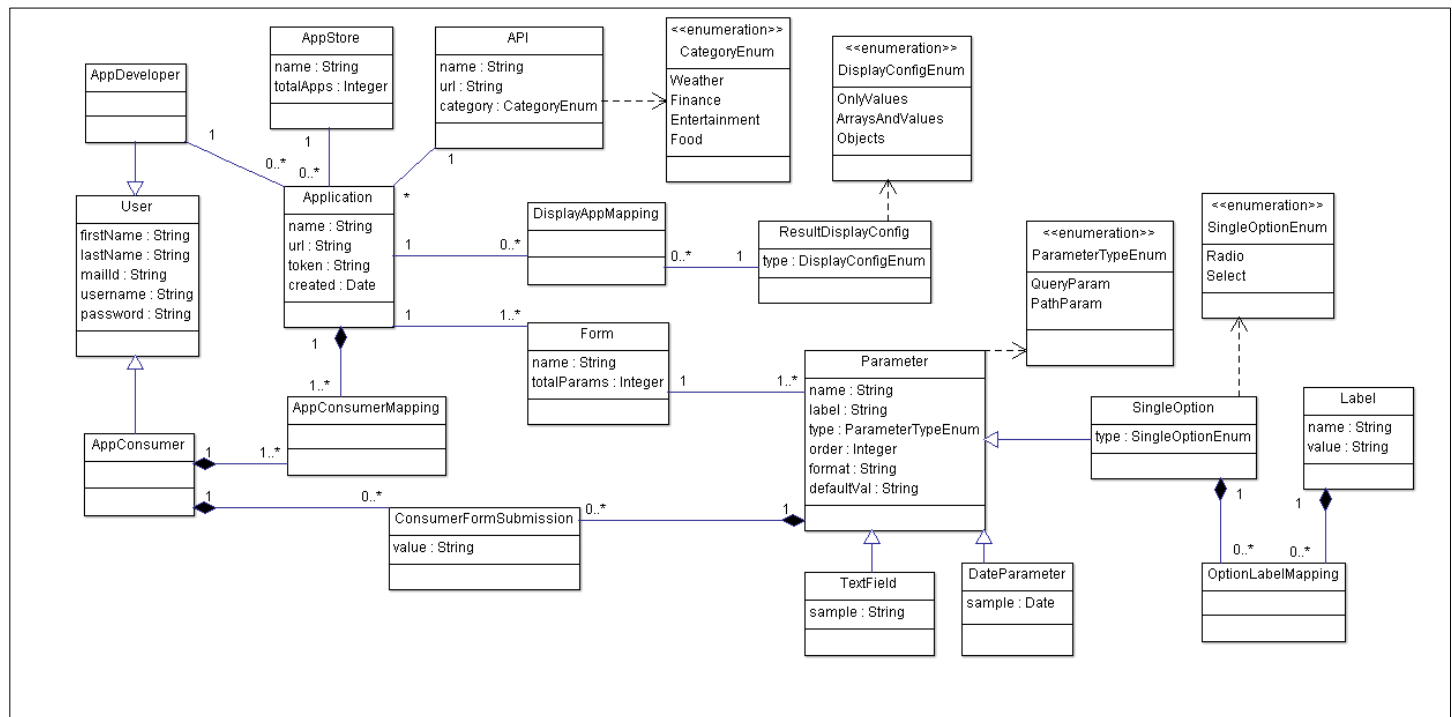 AppStore
name : String
totalApps : Integer
API
name : String
url : String
category : CategoryEnum
<<enumeration>>
CategoryEnum
Weather
Finance
Entertainment
Food
<<enumeration>>
DisplayConfigEnum
OnlyValues
ArraysAndValues
Objects
AppDeveloper
1
0..*
1
0..*
1
*
User
firstName : String
lastName : String
mailId : String
username : String
password : String
Application
name : String
url : String
token : String
created : Date
1
0..*
DisplayAppMapping
0..*
1
ResultDisplayConfig
type : DisplayConfigEnum
<<enumeration>>
ParameterTypeEnum
QueryParam
PathParam
<<enumeration>>
SingleOptionEnum
Radio
Select
1
1..*
Form
name : String
totalParams : Integer
1
1..*
1
1..*
Parameter
name : String
label : String
type : ParameterTypeEnum
order : Integer
format : String
defaultVal : String
SingleOption
type : SingleOptionEnum
Label
name : String
value : String
AppConsumerMapping
AppConsumer
1
1..*
1
0..*
ConsumerFormSubmission
value : String
0..*
1
1
0..*
1
0..*
TextField
sample : String
DateParameter
sample : Date
OptionLabelMapping